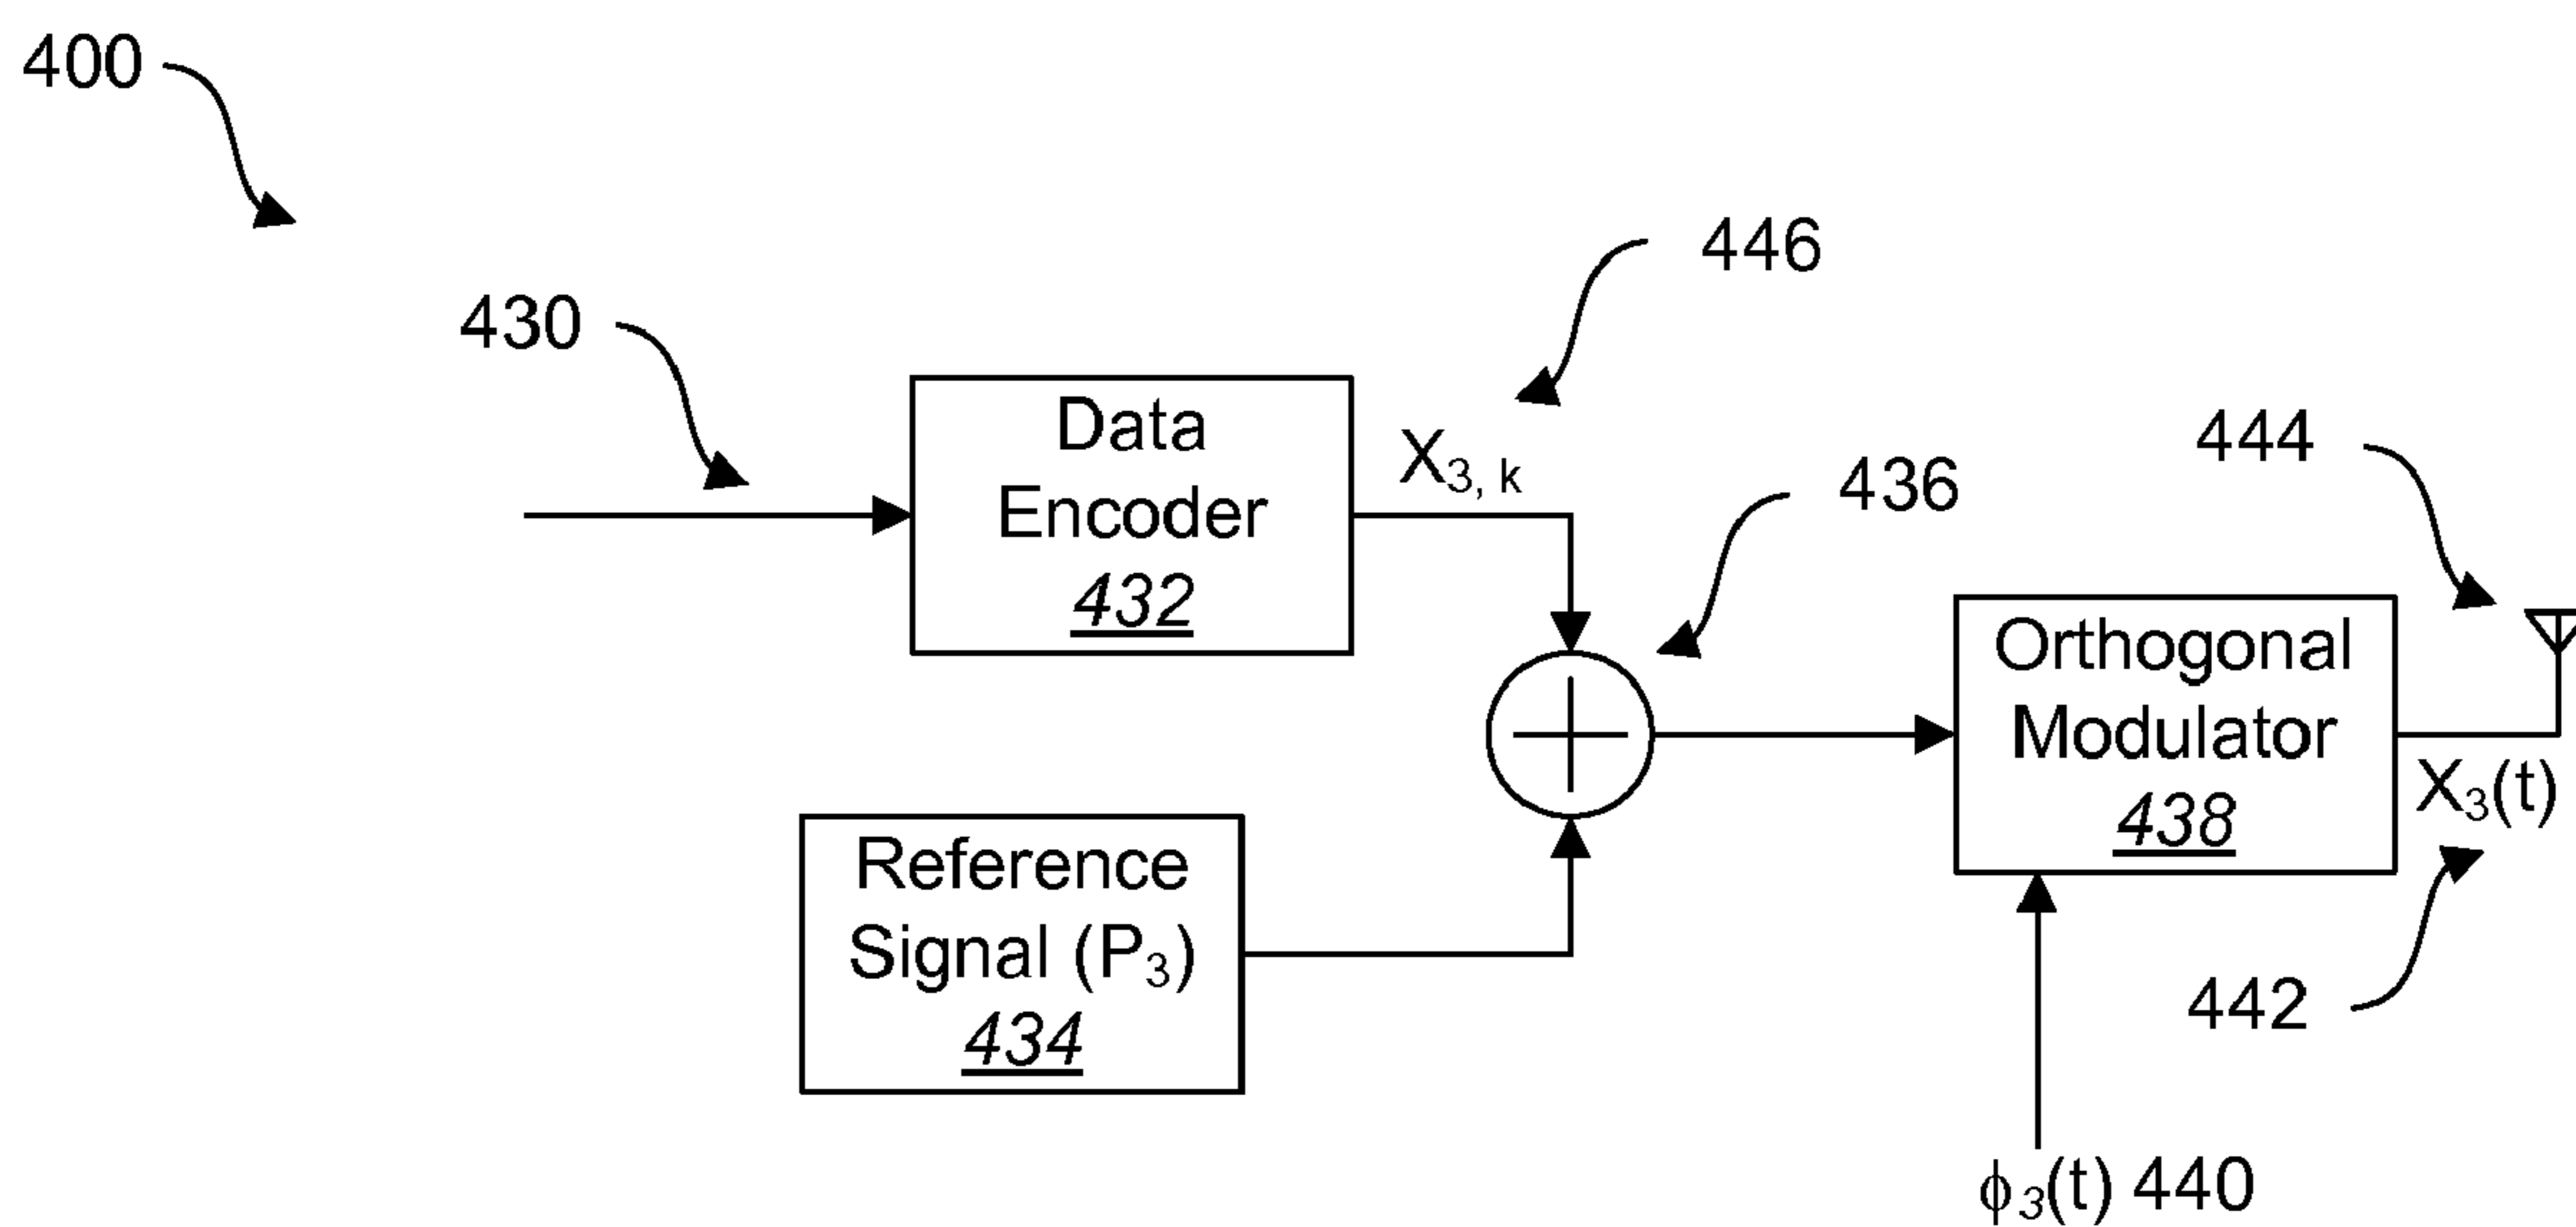 400
446
430
Data
Encoder
432
X3, k
444
436
Orthogonal
Modulator
438
X3(t)
Reference
Signal (P3)
434
442
ϕ3(t) 440